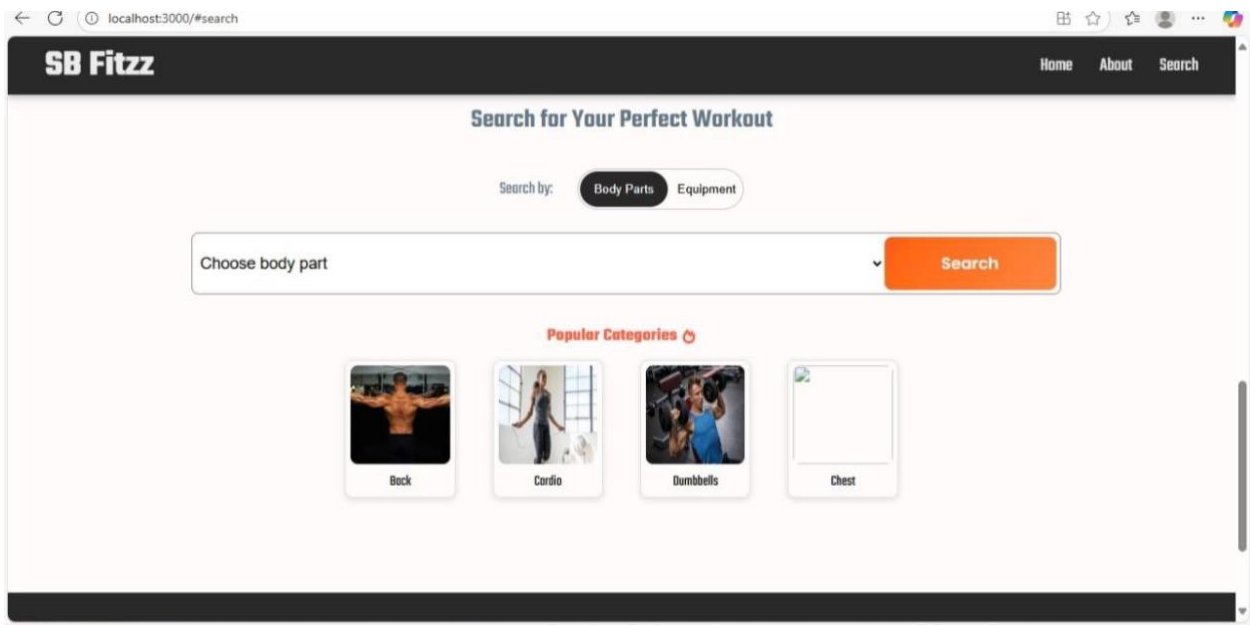 localhost:3000/#search
SB Fitzz
Home About Search
Search for Your Perfect Workout
Search by: Body Parts Equipment
Choose body part Search
Popular Categories
Back Cardio Dumbbells Chest